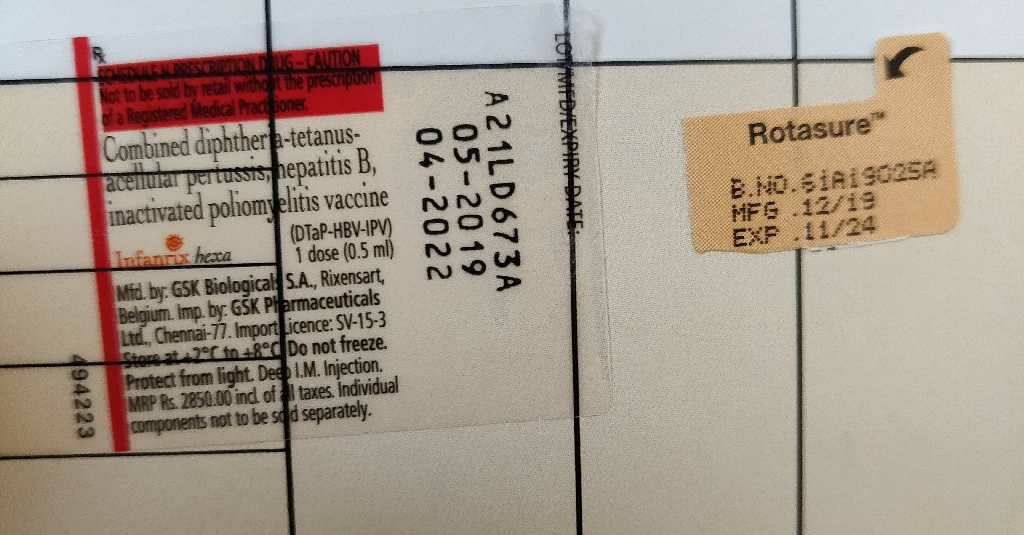 Rx
SCHEDULE H PRESCRIPTION DRUG – CAUTION
Not to be sold by retail without the prescription
of a Registered Medical Practitioner.
Combined diphtheria-tetanus-
acellular pertussis, hepatitis B,
inactivated poliomyelitis vaccine
(DTaP-HBV-IPV)
Infanrix hexa 1 dose (0.5 ml)
Mfd. by: GSK Biologicals S.A., Rixensart,
Belgium. Imp. by: GSK Pharmaceuticals
Ltd., Chennai-77. Import Licence: SV-15-3
Store at +2°C to +8°C. Do not freeze.
Protect from light. Deep I.M. Injection.
MRP Rs. 2850.00 incl. of all taxes. Individual
components not to be sold separately.
494223
LOT/MFD/EXPIRY DATE:
A21LD673A
05-2019
04-2022
Rotasure™
B.NO.61A19025A
MFG .12/19
EXP .11/24